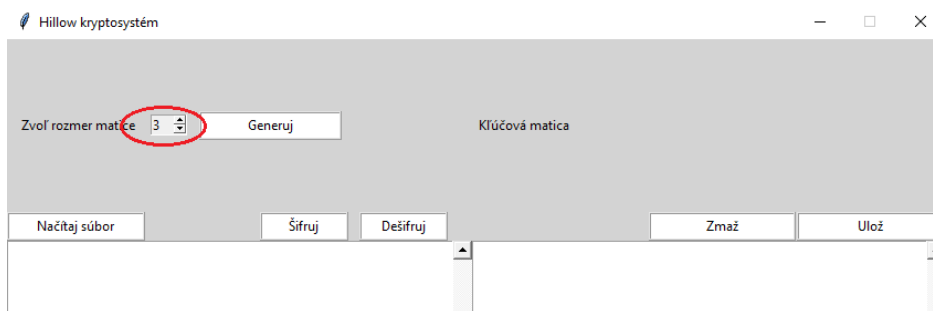 Hillow kryptosystém
Zvoľ rozmer matice 3 Generuj Kľúčová matica
Načítaj súbor Šifruj Dešifruj Zmaž Ulož